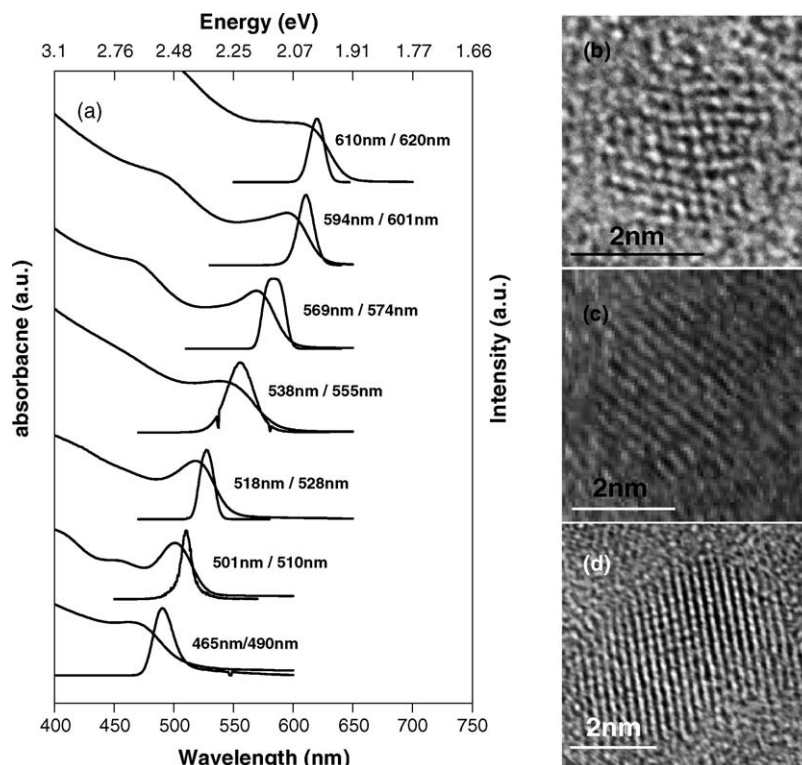 Energy (eV)
3.1 2.76 2.48 2.25 2.07 1.91 1.77 1.66
(a)
610nm / 620nm
594nm / 601nm
569nm / 574nm
538nm / 555nm
518nm / 528nm
501nm / 510nm
465nm/490nm
absorbacne (a.u.)
Intensity (a.u.)
400 450 500 550 600 650 700 750
Wavelength (nm)
(b)
2nm
(c)
2nm
(d)
2nm